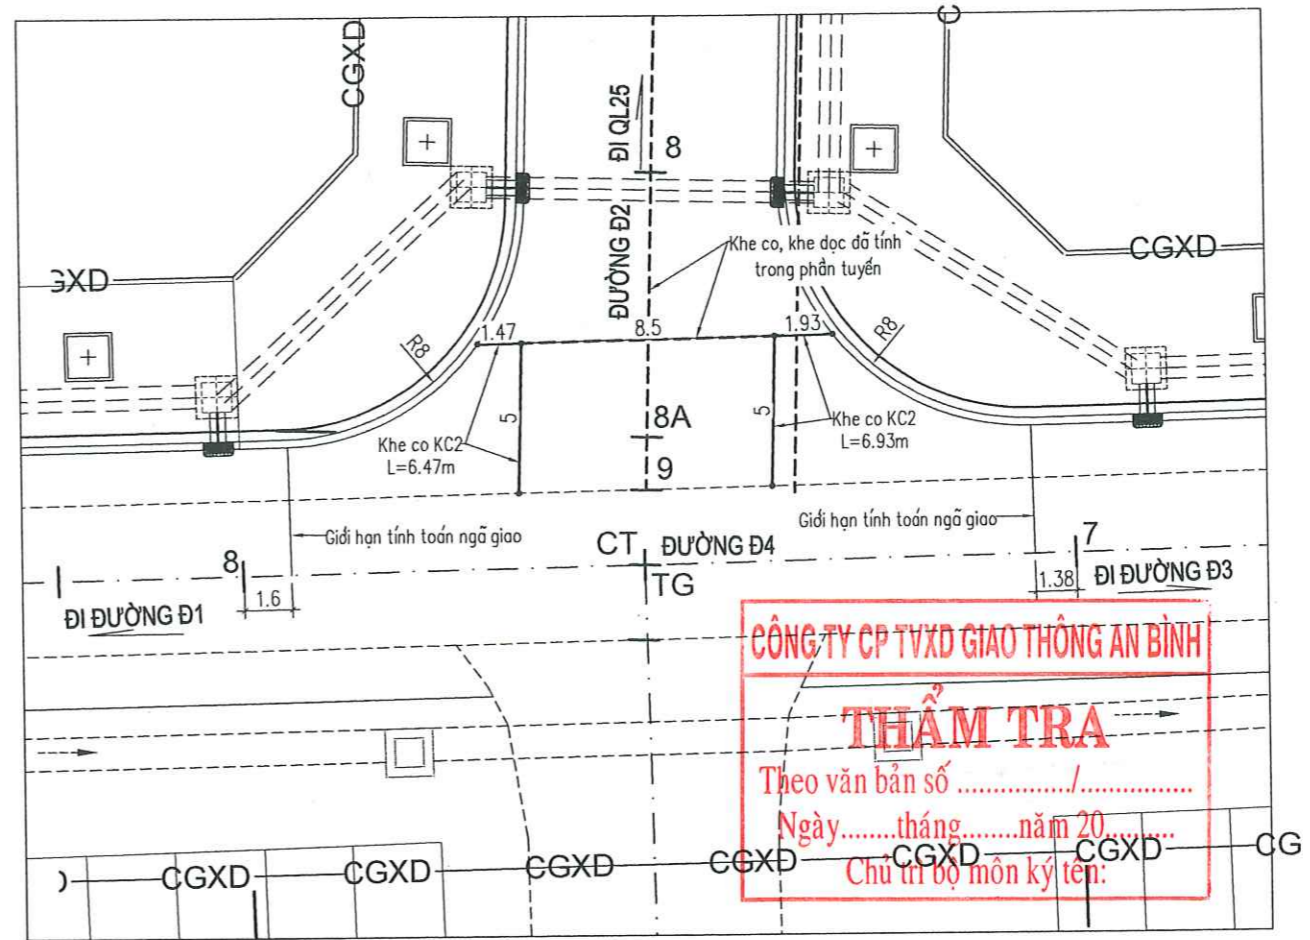 CGXD
C
ĐI QL25
8
ĐƯỜNG Đ2
Khe co, khe dọc đã tính
trong phần tuyến
CGXD
CGXD
1.47
8.5
1.93
R8
R8
5
5
8A
Khe co KC2
L=6.47m
Khe co KC2
L=6.93m
9
Giới hạn tính toán ngã giao
Giới hạn tính toán ngã giao
CT
ĐƯỜNG Đ4
7
8
TG
1.6
1.38
ĐI ĐƯỜNG Đ3
ĐI ĐƯỜNG Đ1
CÔNG TY CP TVXD GIAO THÔNG AN BÌNH
THẨM TRA
Theo văn bản số ................/.................
Ngày........tháng........năm 20..........
Chủ trì bộ môn ký tên:
CGXD
CGXD
CGXD
CGXD
CGXD
CGXD
CG